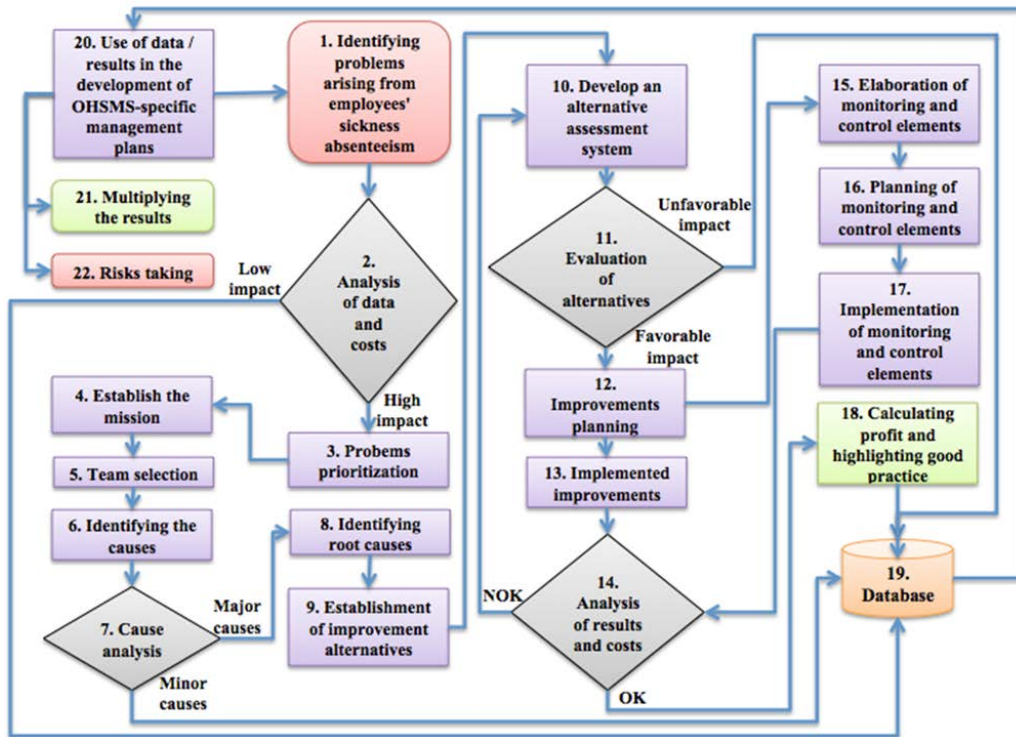 20. Use of data /
results in the
development of
OHSMS-specific
management
plans
21. Multiplying
the results
22. Risks taking
1. Identifying
problems
arising from
employees'
sickness
absenteeism
2.
Analysis
of data
and
costs
Low
impact
High
impact
3. Probems
prioritization
4. Establish the
mission
5. Team selection
6. Identifying the
causes
7. Cause
analysis
Major
causes
Minor
causes
8. Identifying
root causes
9. Establishment
of improvement
alternatives
10. Develop an
alternative
assessment
system
11.
Evaluation
of
alternatives
Unfavorable
impact
Favorable
impact
12.
Improvements
planning
13. Implemented
improvements
14.
Analysis
of results
and costs
NOK
OK
15. Elaboration of
monitoring and
control elements
16. Planning of
monitoring and
control elements
17.
Implementation
of monitoring
and control
elements
18. Calculating
profit and
highlighting good
practice
19.
Database